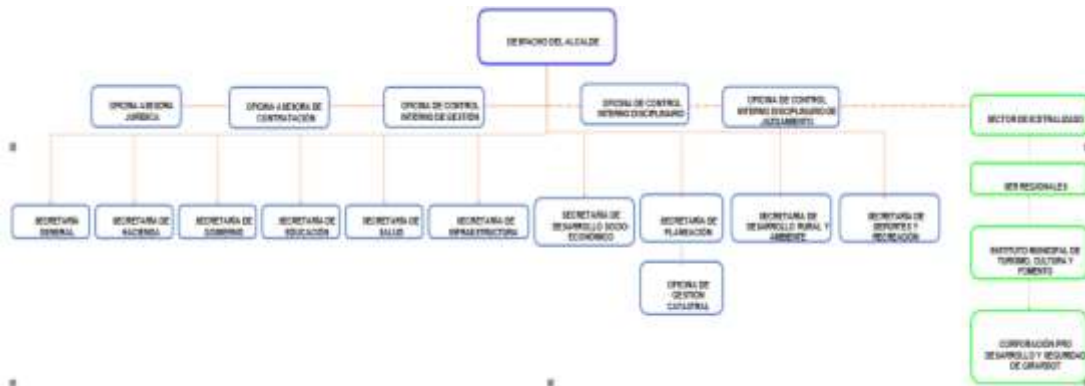 DESPACHO DEL ALCALDE
OFICINA ASESORA
JURÍDICA
OFICINA ASESORA DE
CONTRATACIÓN
OFICINA DE CONTROL
INTERNO DE GESTIÓN
OFICINA DE CONTROL
INTERNO DISCIPLINARIO
OFICINA DE CONTROL
INTERNO DISCIPLINARIO DE
JUZGAMIENTO
SECTOR DESCENTRALIZADO
SER REGIONALES
SECRETARÍA
GENERAL
SECRETARÍA DE
HACIENDA
SECRETARÍA DE
GOBIERNO
SECRETARÍA DE
EDUCACIÓN
SECRETARÍA DE
SALUD
SECRETARÍA DE
INFRAESTRUCTURA
SECRETARÍA DE
DESARROLLO SOCIO-
ECONÓMICO
SECRETARÍA DE
PLANEACIÓN
SECRETARÍA DE
DESARROLLO RURAL Y
AMBIENTE
SECRETARÍA DE
DEPORTES Y
RECREACIÓN
INSTITUTO MUNICIPAL DE
TURISMO, CULTURA Y
FOMENTO
OFICINA DE
GESTIÓN
CATASTRAL
CORPORACIÓN PRO
DESARROLLO Y SEGURIDAD
DE GIRARDOT